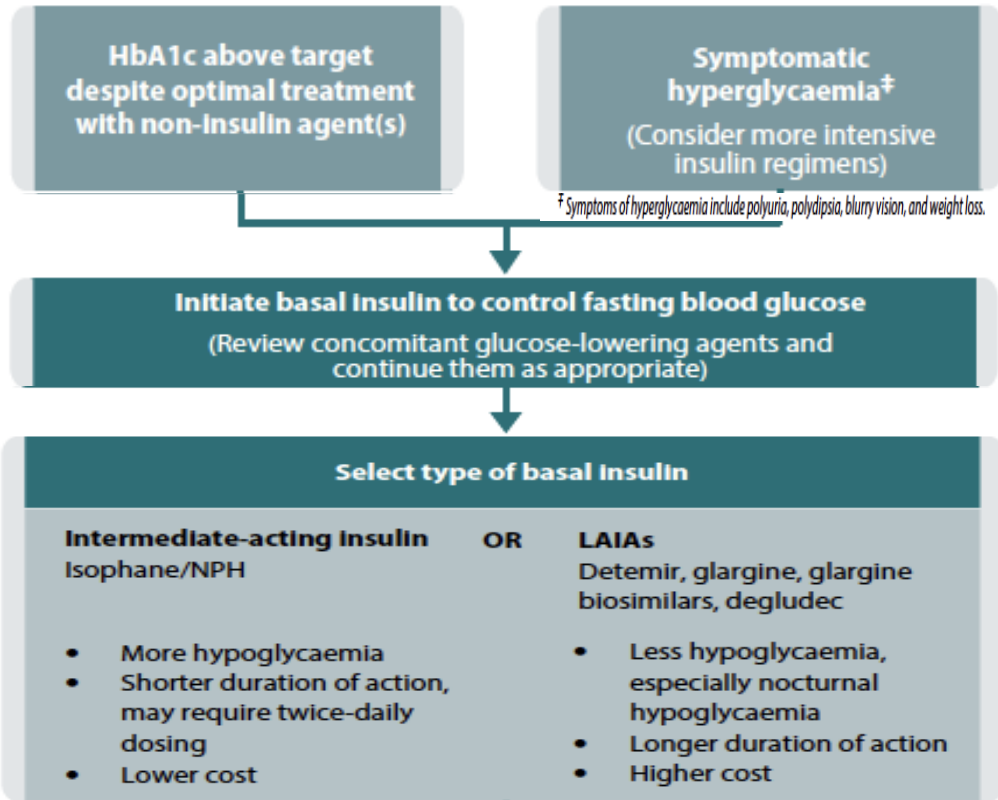 HbA1c above target
despite optimal treatment
with non-insulin agent(s)
Symptomatic
hyperglycaemia‡
(Consider more intensive
insulin regimens)
‡ Symptoms of hyperglycaemia include polyuria, polydipsia, blurry vision, and weight loss.
Initiate basal insulin to control fasting blood glucose
(Review concomitant glucose-lowering agents and
continue them as appropriate)
Select type of basal insulin
Intermediate-acting insulin
Isophane/NPH
• More hypoglycaemia
• Shorter duration of action,
may require twice-daily
dosing
• Lower cost
OR
LAIAs
Detemir, glargine, glargine
biosimilars, degludec
• Less hypoglycaemia,
especially nocturnal
hypoglycaemia
• Longer duration of action
• Higher cost